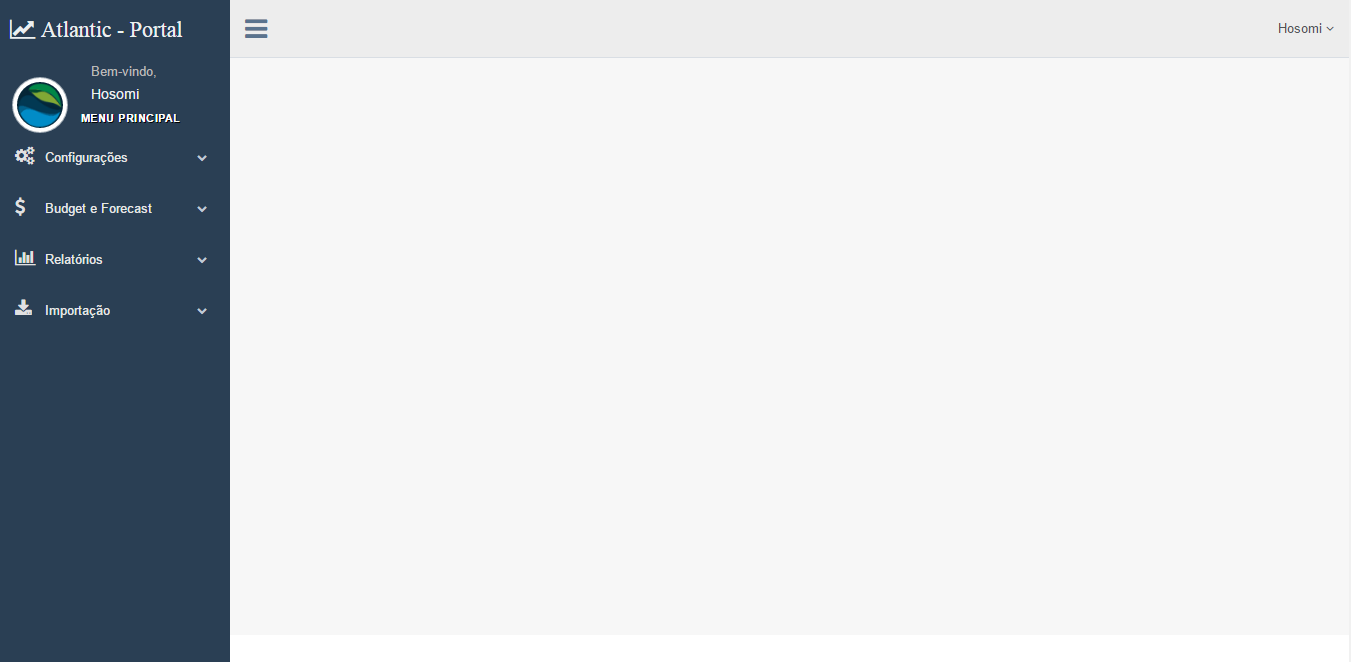 Atlantic - Portal
Hosomi
Bem-vindo,
Hosomi
MENU PRINCIPAL
Configurações
Budget e Forecast
Relatórios
Importação